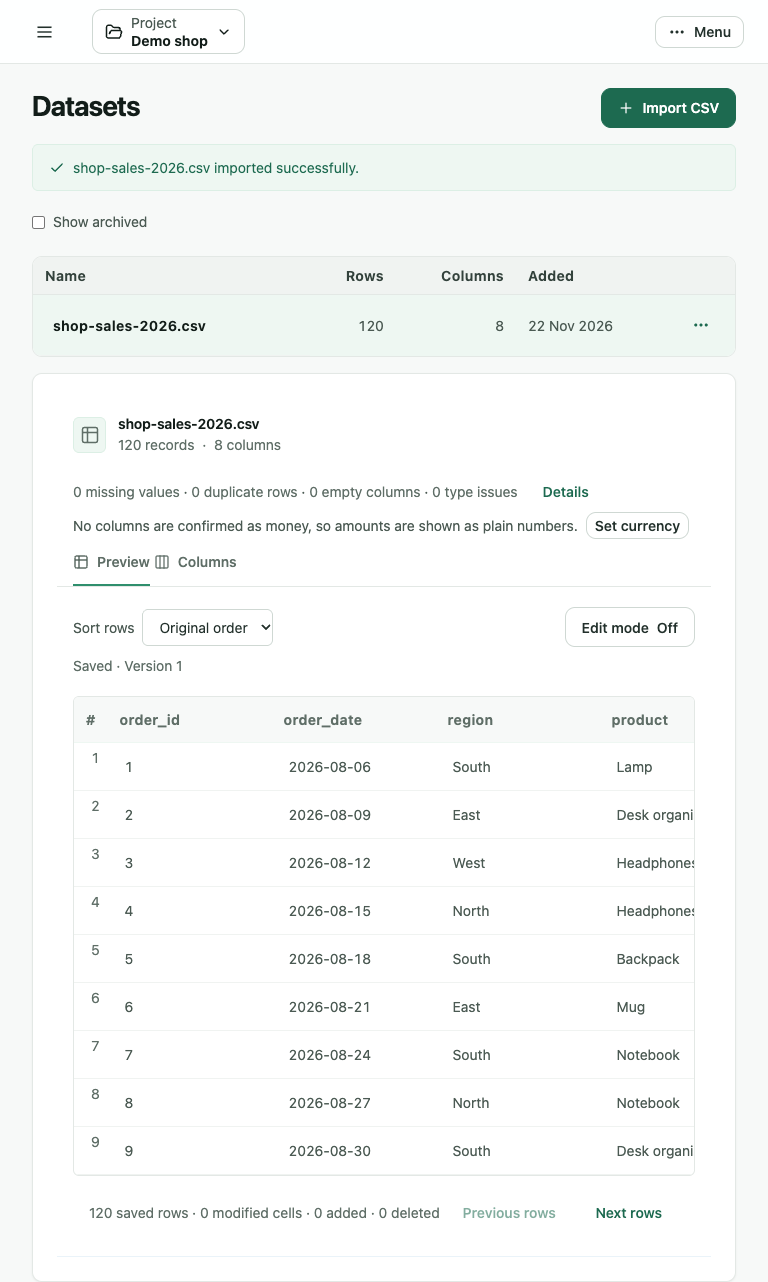 Project
Demo shop
Menu
Datasets
Import CSV
shop-sales-2026.csv imported successfully.
Show archived
Name Rows Columns Added
shop-sales-2026.csv 120 8 22 Nov 2026
shop-sales-2026.csv
120 records · 8 columns
0 missing values · 0 duplicate rows · 0 empty columns · 0 type issues Details
No columns are confirmed as money, so amounts are shown as plain numbers. Set currency
Preview Columns
Sort rows Original order Edit mode Off
Saved · Version 1
# order_id order_date region product
1 1 2026-08-06 South Lamp
2 2 2026-08-09 East Desk organi
3 3 2026-08-12 West Headphones
4 4 2026-08-15 North Headphones
5 5 2026-08-18 South Backpack
6 6 2026-08-21 East Mug
7 7 2026-08-24 South Notebook
8 8 2026-08-27 North Notebook
9 9 2026-08-30 South Desk organi
120 saved rows · 0 modified cells · 0 added · 0 deleted Previous rows Next rows